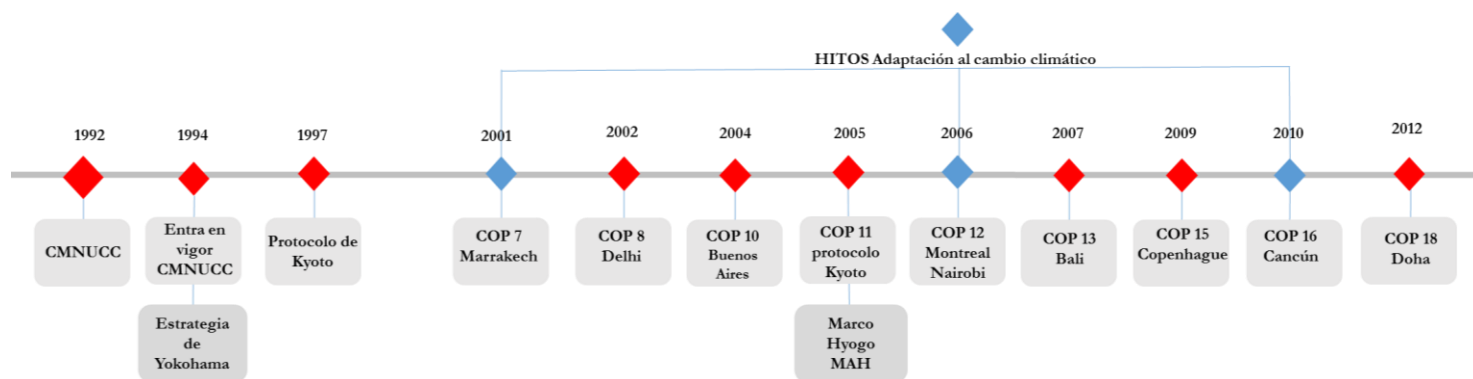 HITOS Adaptación al cambio climático
1992
1994
1997
2001
2002
2004
2005
2006
2007
2009
2010
2012
CMNUCC
Entra en
vigor
CMNUCC
Protocolo de
Kyoto
COP 7
Marrakech
COP 8
Delhi
COP 10
Buenos
Aires
COP 11
protocolo
Kyoto
COP 12
Montreal
Nairobi
COP 13
Bali
COP 15
Copenhague
COP 16
Cancún
COP 18
Doha
Estrategia
de
Yokohama
Marco
Hyogo
MAH